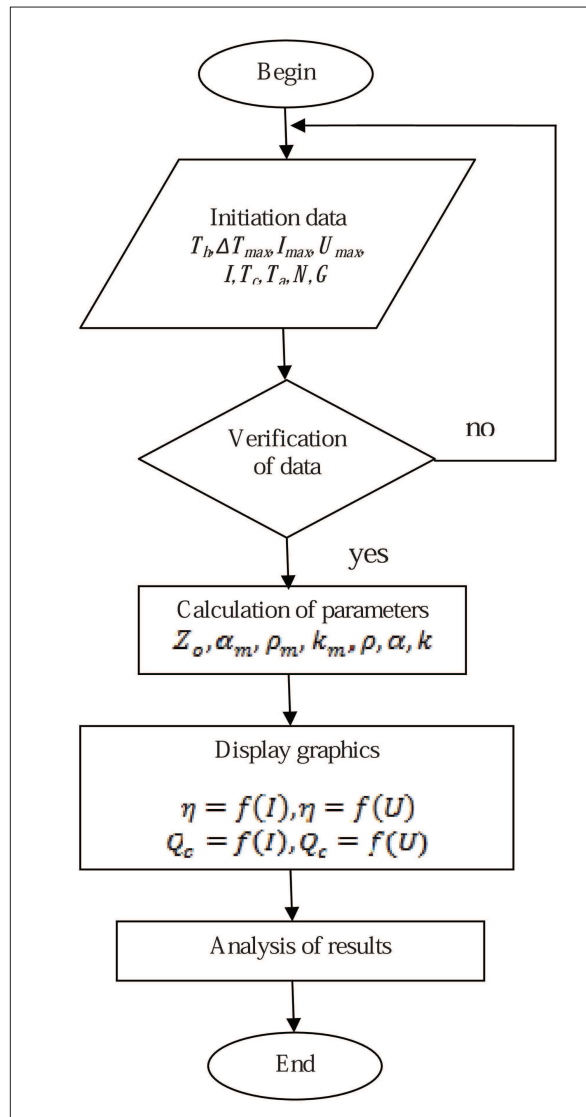 Begin
Initiation data
T_h, ΔT_max, I_max, U_max,
I, T_c, T_a, N, G
Verification
of data
no
yes
Calculation of parameters
Z_o, α_m, ρ_m, k_m, ρ, α, k
Display graphics
η = f(I), η = f(U)
Q_c = f(I), Q_c = f(U)
Analysis of results
End